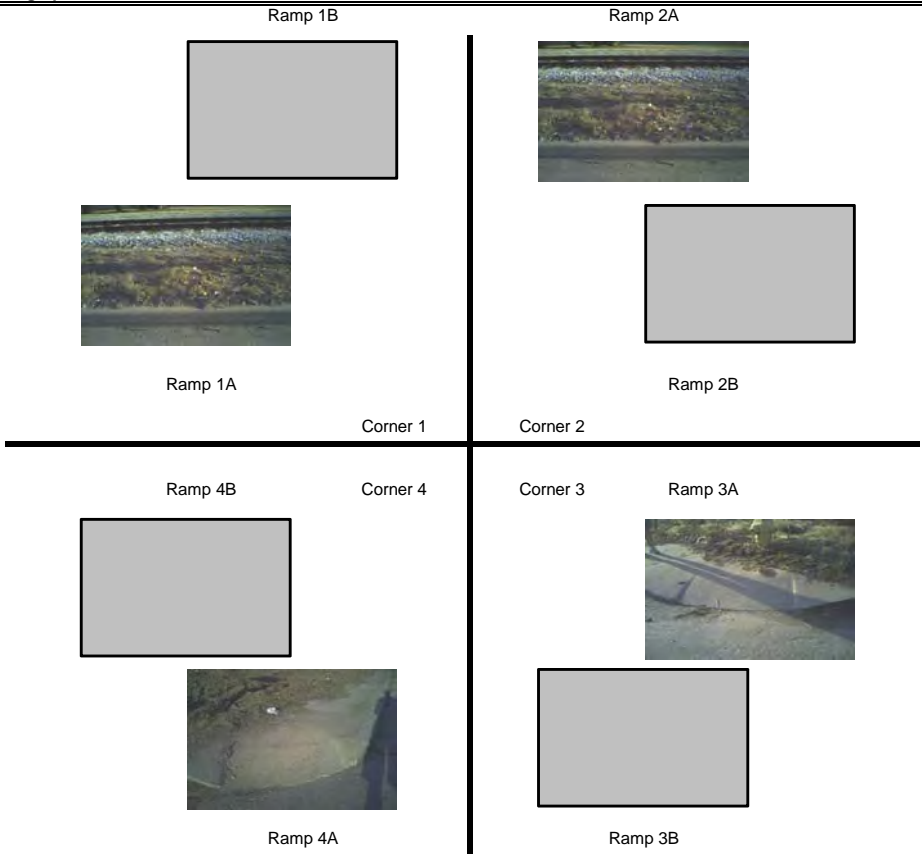 Ramp 1B
Ramp 2A
Ramp 1A
Ramp 2B
Corner 1
Corner 2
Ramp 4B
Corner 4
Corner 3
Ramp 3A
Ramp 4A
Ramp 3B